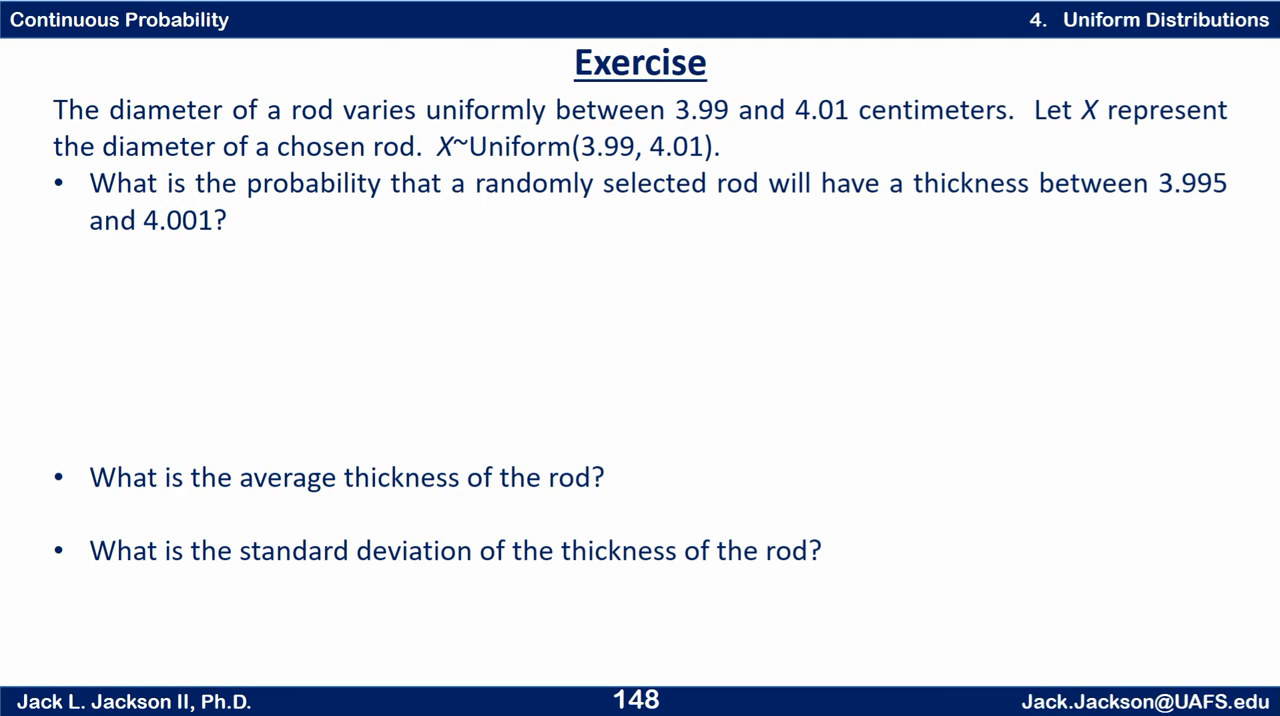 Continuous Probability
4. Uniform Distributions
Exercise
The diameter of a rod varies uniformly between 3.99 and 4.01 centimeters. Let X represent
the diameter of a chosen rod. X~Uniform(3.99, 4.01).
• What is the probability that a randomly selected rod will have a thickness between 3.995
and 4.001?
• What is the average thickness of the rod?
• What is the standard deviation of the thickness of the rod?
Jack L. Jackson II, Ph.D.
148
Jack.Jackson@UAFS.edu